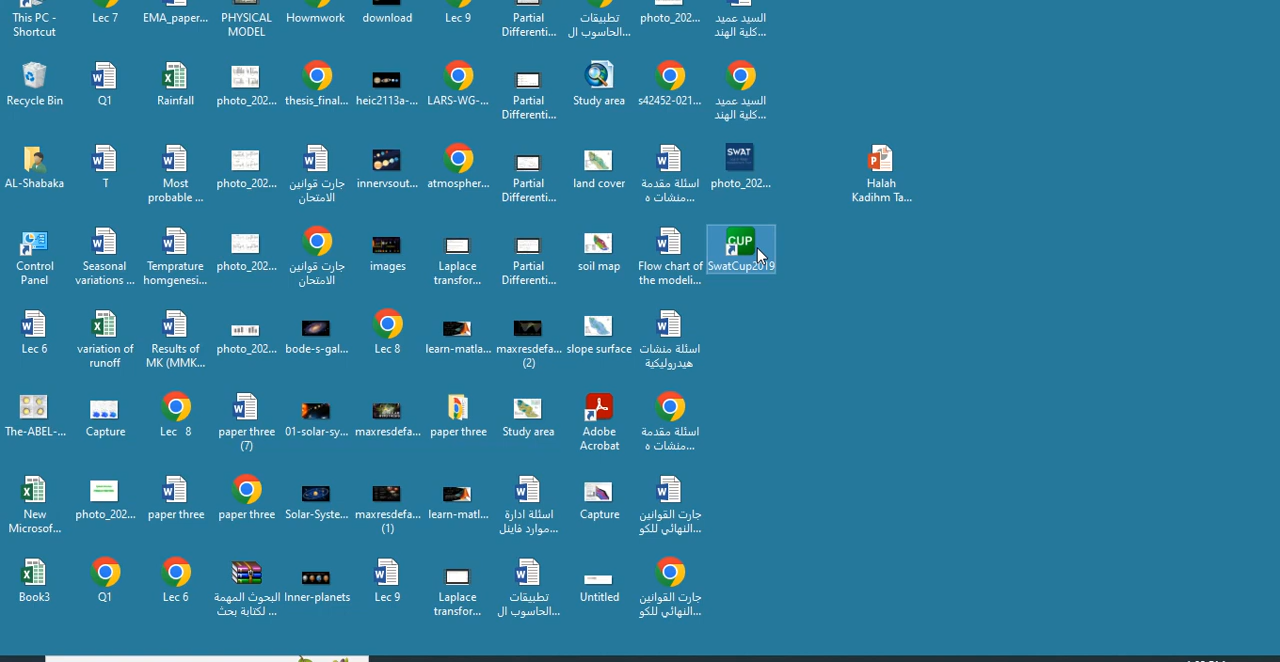 This PC - Shortcut
Lec 7
EMA_paper...
PHYSICAL MODEL
Howmwork
download
Lec 9
Partial Differenti...
تطبيقات الحاسوب ال...
photo_202...
السيد عميد كلية الهند...
Recycle Bin
Q1
Rainfall
photo_202...
thesis_final...
heic2113a-...
LARS-WG-...
Partial Differenti...
Study area
s42452-021...
السيد عميد كلية الهند...
AL-Shabaka
T
Most probable ...
photo_202...
جارت قوانين الامتحان
innervsout...
atmospher...
Partial Differenti...
land cover
اسئلة مقدمة منشات ه...
SWAT
photo_202...
Halah Kadihm Ta...
Control Panel
Seasonal variations ...
Temprature homgenesi...
photo_202...
جارت قوانين الامتحان
images
Laplace transfor...
Partial Differenti...
soil map
Flow chart of the modeli...
CUP
SwatCup2019
Lec 6
variation of runoff
Results of MK (MMK...
photo_202...
bode-s-gal...
Lec 8
learn-matla...
maxresdefa... (2)
slope surface
اسئلة منشات هيدروليكية
The-ABEL-...
Capture
Lec 8
paper three (7)
01-solar-sy...
maxresdefa...
paper three
Study area
Adobe Acrobat
اسئلة مقدمة منشات ه...
New Microsof...
photo_202...
paper three
paper three
Solar-Syste...
maxresdefa... (1)
learn-matl...
اسئلة ادارة موارد فاينل...
Capture
جارت القوانين النهائي للكو
Book3
Q1
Lec 6
البحوث المهمة لكتابة بحث ...
Inner-planets
Lec 9
Laplace transfor...
تطبيقات الحاسوب ال...
Untitled
جارت القوانين النهائي للكو